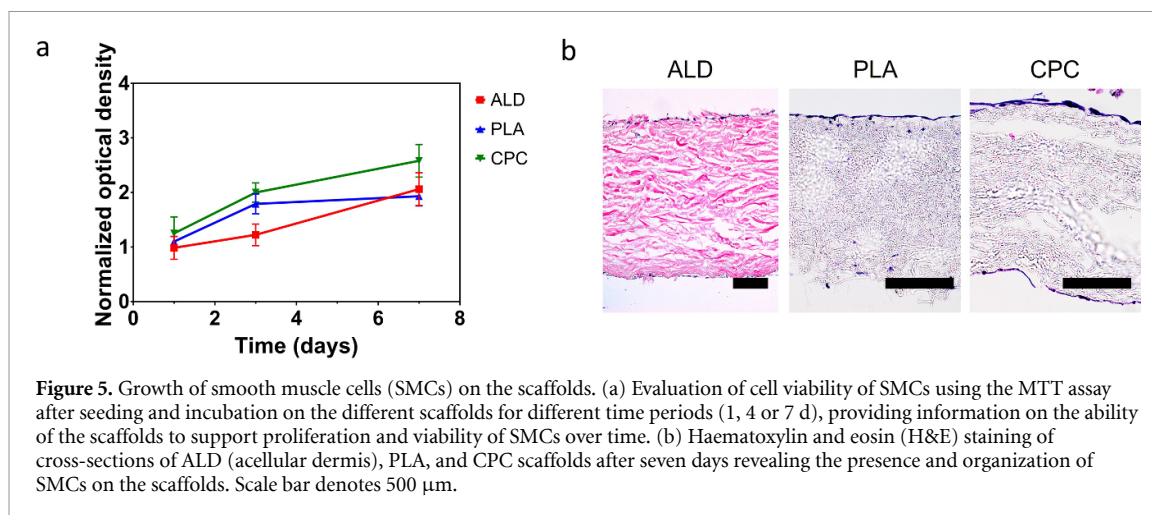 a
Normalized optical density
4
3
2
1
0
0 2 4 6 8
Time (days)
ALD
PLA
CPC
b
ALD PLA CPC
Figure 5. Growth of smooth muscle cells (SMCs) on the scaffolds. (a) Evaluation of cell viability of SMCs using the MTT assay
after seeding and incubation on the different scaffolds for different time periods (1, 4 or 7 d), providing information on the ability
of the scaffolds to support proliferation and viability of SMCs over time. (b) Haematoxylin and eosin (H&E) staining of
cross-sections of ALD (acellular dermis), PLA, and CPC scaffolds after seven days revealing the presence and organization of
SMCs on the scaffolds. Scale bar denotes 500 μm.